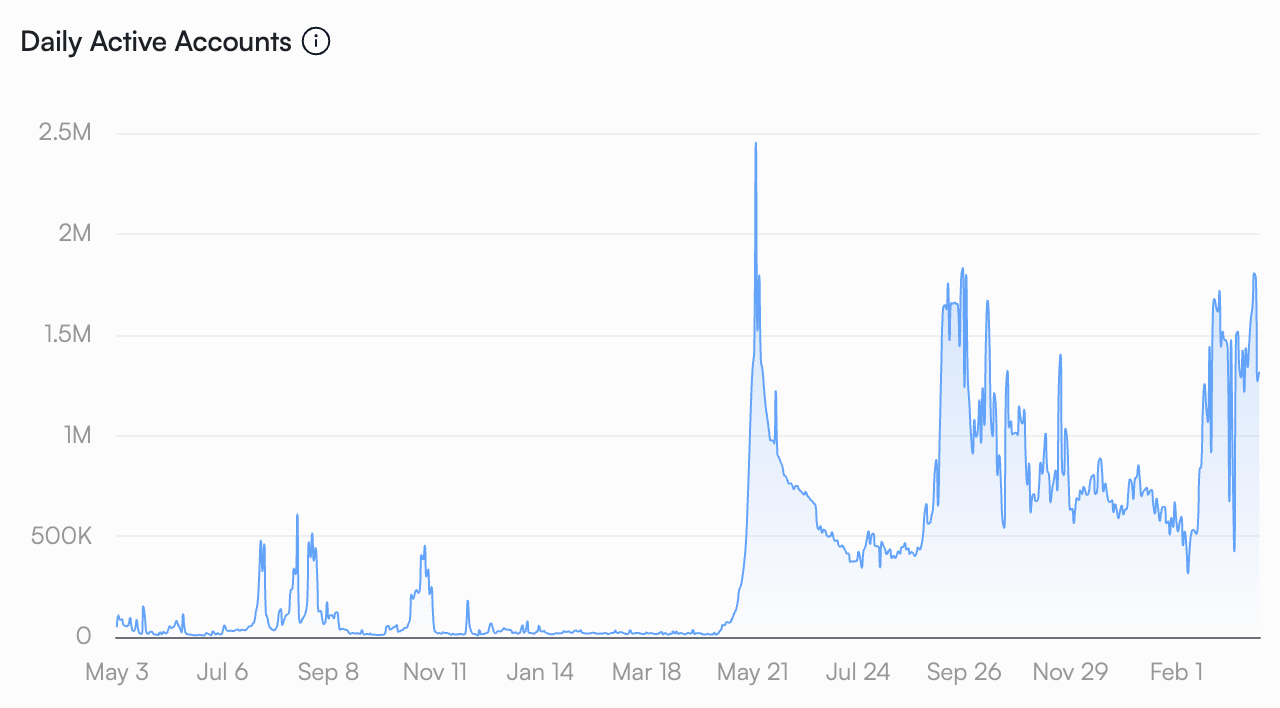 Daily Active Accounts
2.5M
2M
1.5M
1M
500K
0
May 3 Jul 6 Sep 8 Nov 11 Jan 14 Mar 18 May 21 Jul 24 Sep 26 Nov 29 Feb 1